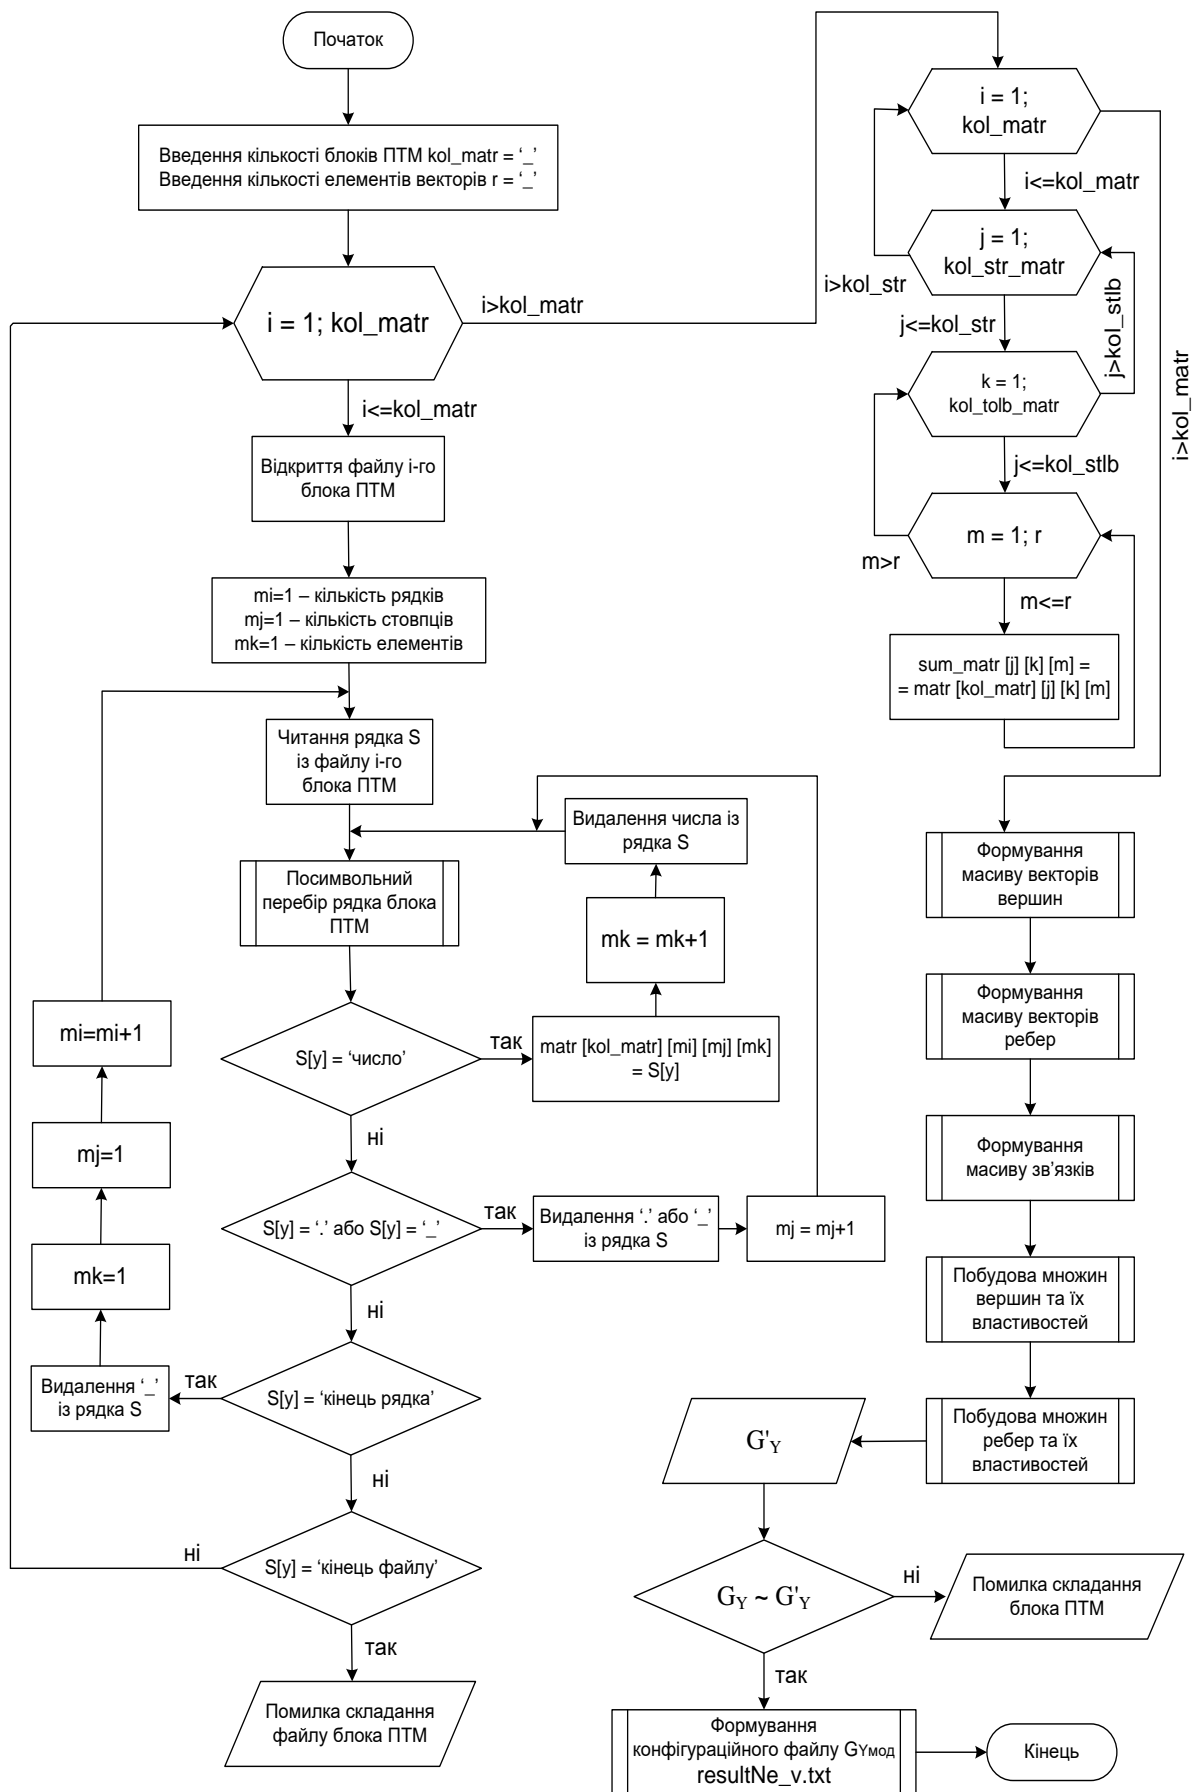 Початок
Введення кількості блоків ПТМ kol_matr = ‘_’
Введення кількості елементів векторів r = ‘_’
i = 1; kol_matr
i>kol_matr
i<=kol_matr
Відкриття файлу i-го
блока ПТМ
mi=1 – кількість рядків
mj=1 – кількість стовпців
mk=1 – кількість елементів
Читання рядка S
із файлу i-го
блока ПТМ
Посимвольний
перебір рядка блока
ПТМ
Видалення числа із
рядка S
mk = mk+1
S[y] = ‘число’
так
matr [kol_matr] [mi] [mj] [mk]
= S[y]
ні
S[y] = ‘.’ або S[y] = ‘_’
так
Видалення ‘.’ або ‘_’
із рядка S
mj = mj+1
ні
S[y] = ‘кінець рядка’
так
Видалення ‘_’
із рядка S
mk=1
mj=1
mi=mi+1
ні
S[y] = ‘кінець файлу’
ні
так
Помилка складання
файлу блока ПТМ
i = 1;
kol_matr
i<=kol_matr
i>kol_matr
j = 1;
kol_str_matr
i>kol_str
j<=kol_str
j>kol_stlb
k = 1;
kol_tolb_matr
j<=kol_stlb
m = 1; r
m>r
m<=r
sum_matr [j] [k] [m] =
= matr [kol_matr] [j] [k] [m]
Формування
масиву векторів
вершин
Формування
масиву векторів
ребер
Формування
масиву зв’язків
Побудова множин
вершин та їх
властивостей
Побудова множин
ребер та їх
властивостей
G'Y
GY ~ G'Y
ні
Помилка складання
блока ПТМ
так
Формування
конфігураційного файлу GYмод
resultNe_v.txt
Кінець